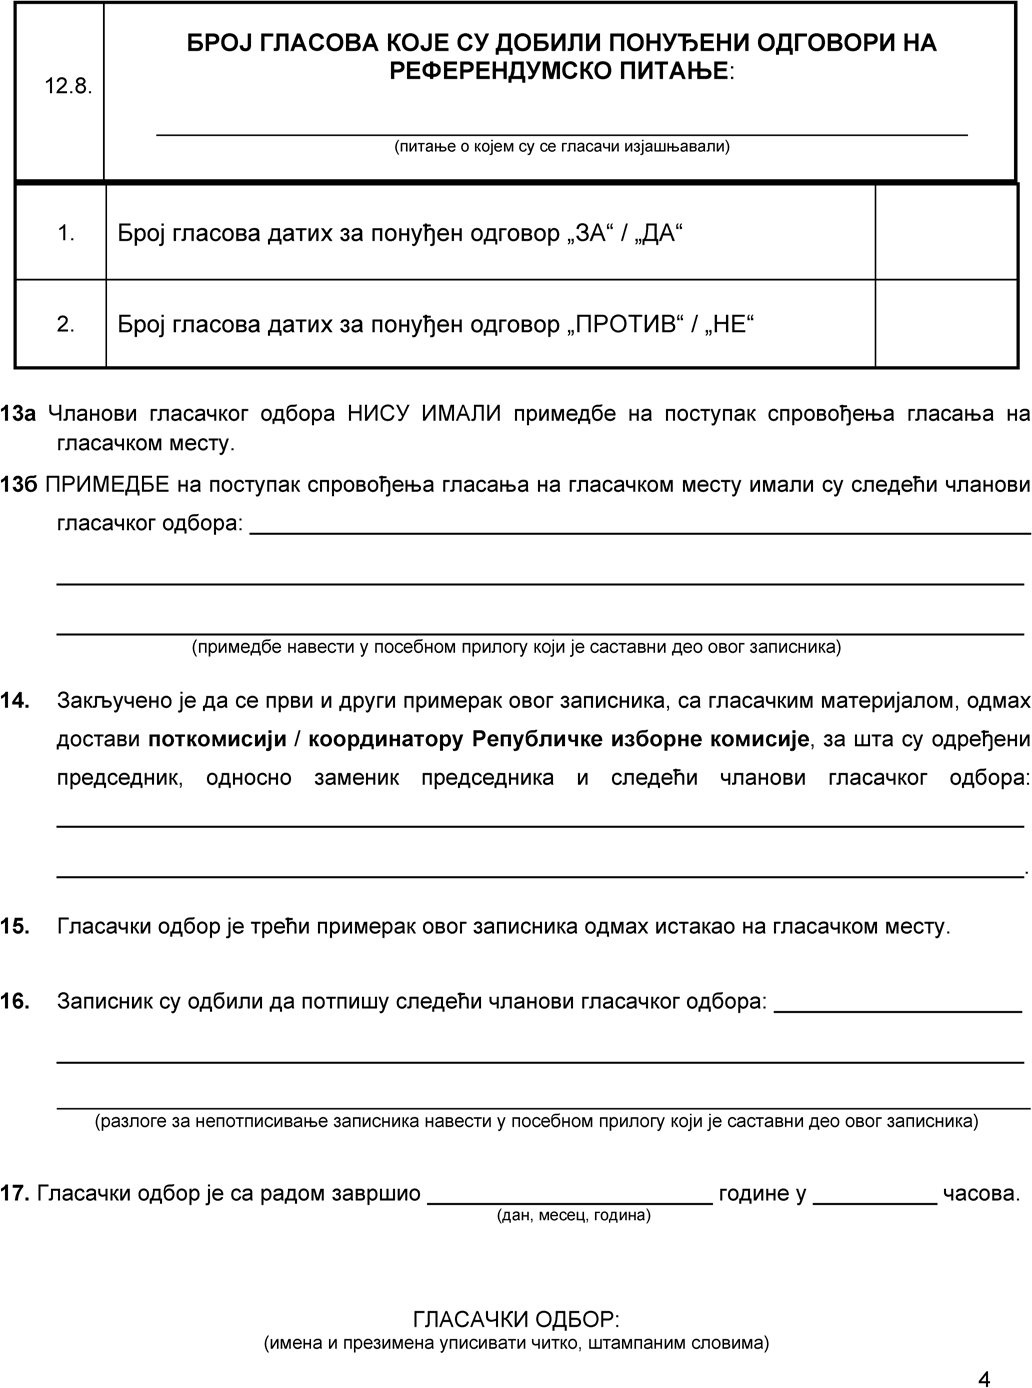 12.8.
БРОЈ ГЛАСОВА КОЈЕ СУ ДОБИЛИ ПОНУЂЕНИ ОДГОВОРИ НА
РЕФЕРЕНДУМСКО ПИТАЊЕ:
(питање о којем су се гласачи изјашњавали)
1. Број гласова датих за понуђен одговор „ЗА“ / „ДА“
2. Број гласова датих за понуђен одговор „ПРОТИВ“ / „НЕ“
13а Чланови гласачког одбора НИСУ ИМАЛИ примедбе на поступак спровођења гласања на
гласачком месту.
13б ПРИМЕДБЕ на поступак спровођења гласања на гласачком месту имали су следећи чланови
гласачког одбора:
(примедбе навести у посебном прилогу који је саставни део овог записника)
14. Закључено је да се први и други примерак овог записника, са гласачким материјалом, одмах
достави поткомисији / координатору Републичке изборне комисије, за шта су одређени
председник, односно заменик председника и следећи чланови гласачког одбора:
.
15. Гласачки одбор је трећи примерак овог записника одмах истакао на гласачком месту.
16. Записник су одбили да потпишу следећи чланови гласачког одбора:
(разлоге за непотписивање записника навести у посебном прилогу који је саставни део овог записника)
17. Гласачки одбор је са радом завршио ____ године у ____ часова.
(дан, месец, година)
ГЛАСАЧКИ ОДБОР:
(имена и презимена уписивати читко, штампаним словима)
4